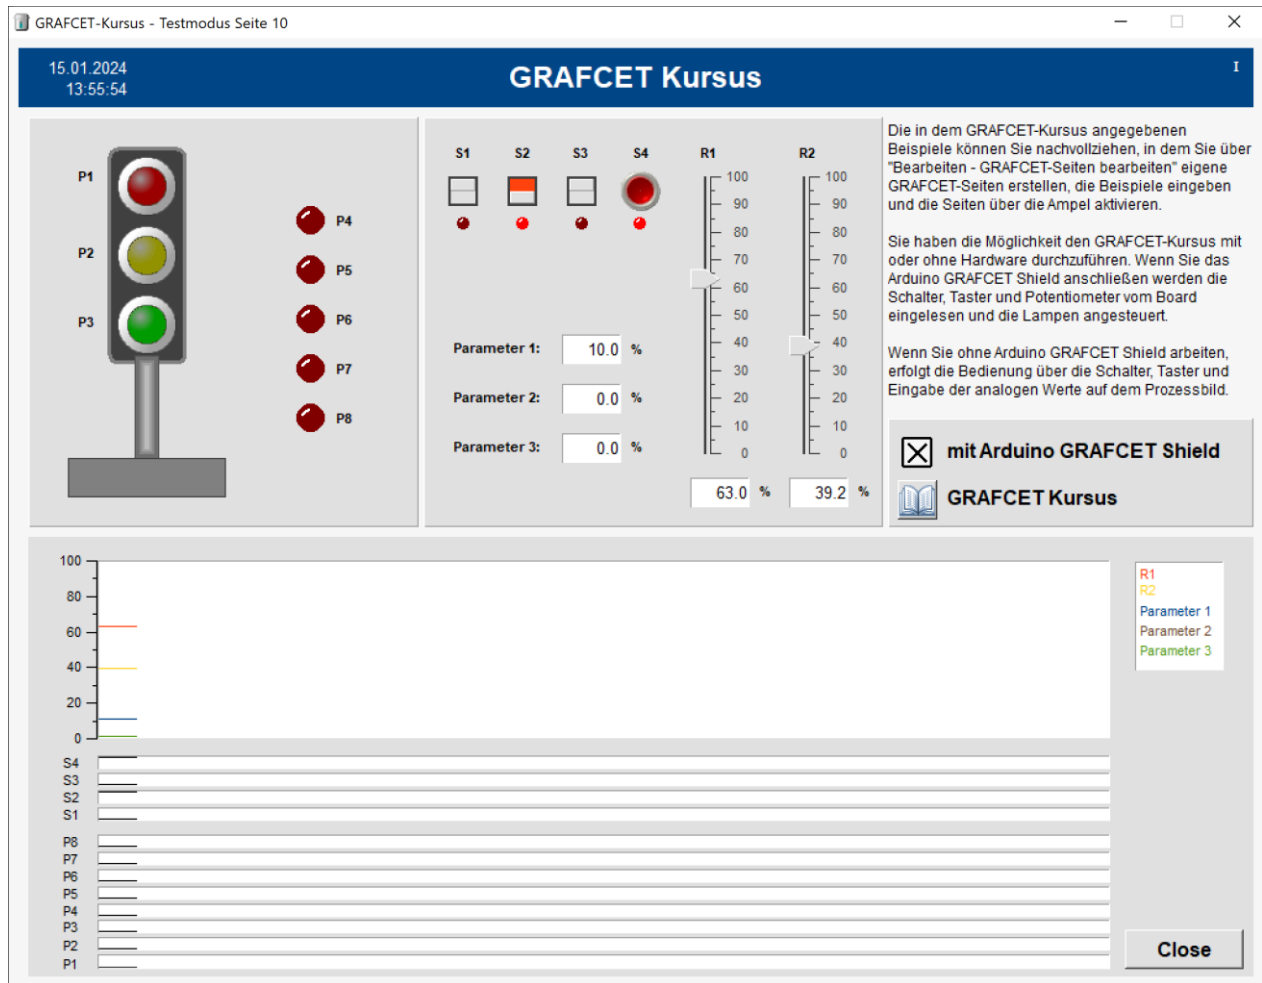 GRAFCET-Kursus - Testmodus Seite 10
15.01.2024
13:55:54
GRAFCET Kursus
I
P1
P2
P3
P4
P5
P6
P7
P8
S1 S2 S3 S4 R1 R2
100 100
90 90
80 80
70 70
60 60
50 50
40 40
30 30
20 20
10 10
0 0
Parameter 1: 10.0 %
Parameter 2: 0.0 %
Parameter 3: 0.0 %
63.0 % 39.2 %
Die in dem GRAFCET-Kursus angegebenen
Beispiele können Sie nachvollziehen, in dem Sie über
"Bearbeiten - GRAFCET-Seiten bearbeiten" eigene
GRAFCET-Seiten erstellen, die Beispiele eingeben
und die Seiten über die Ampel aktivieren.
Sie haben die Möglichkeit den GRAFCET-Kursus mit
oder ohne Hardware durchzuführen. Wenn Sie das
Arduino GRAFCET Shield anschließen werden die
Schalter, Taster und Potentiometer vom Board
eingelesen und die Lampen angesteuert.
Wenn Sie ohne Arduino GRAFCET Shield arbeiten,
erfolgt die Bedienung über die Schalter, Taster und
Eingabe der analogen Werte auf dem Prozessbild.
mit Arduino GRAFCET Shield
GRAFCET Kursus
100
80
60
40
20
0
R1
R2
Parameter 1
Parameter 2
Parameter 3
S4
S3
S2
S1
P8
P7
P6
P5
P4
P3
P2
P1
Close